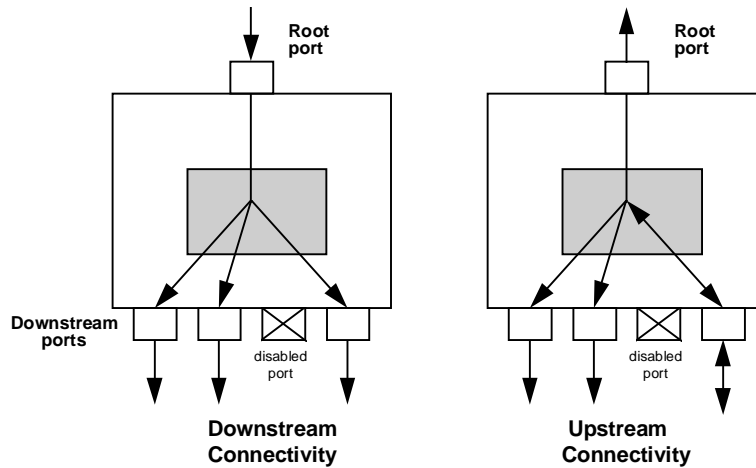 Root
port
Root
port
Downstream
ports
disabled
port
disabled
port
Downstream
Connectivity
Upstream
Connectivity